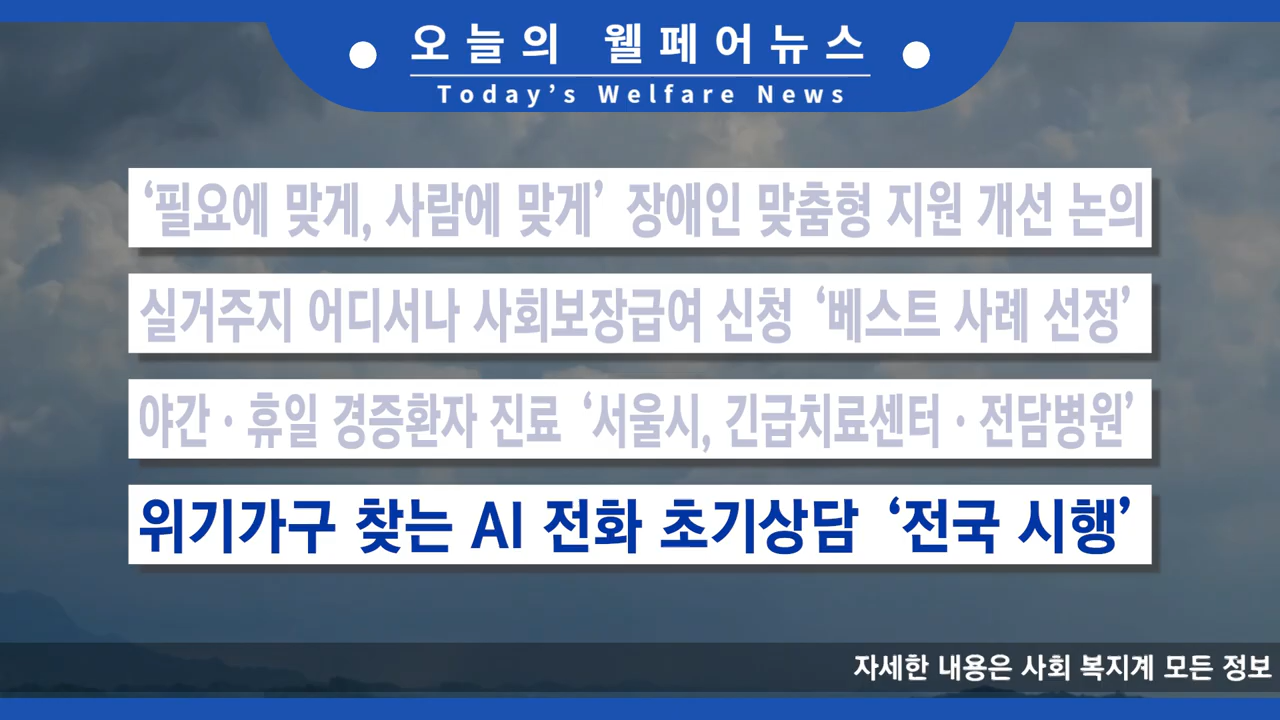 오늘의 웰페어뉴스
Today’s Welfare News
‘필요에 맞게, 사람에 맞게’ 장애인 맞춤형 지원 개선 논의
실거주지 어디서나 사회보장급여 신청 ‘베스트 사례 선정’
야간·휴일 경증환자 진료 ‘서울시, 긴급치료센터·전담병원’
위기가구 찾는 AI 전화 초기상담 ‘전국 시행’
자세한 내용은 사회 복지계 모든 정보